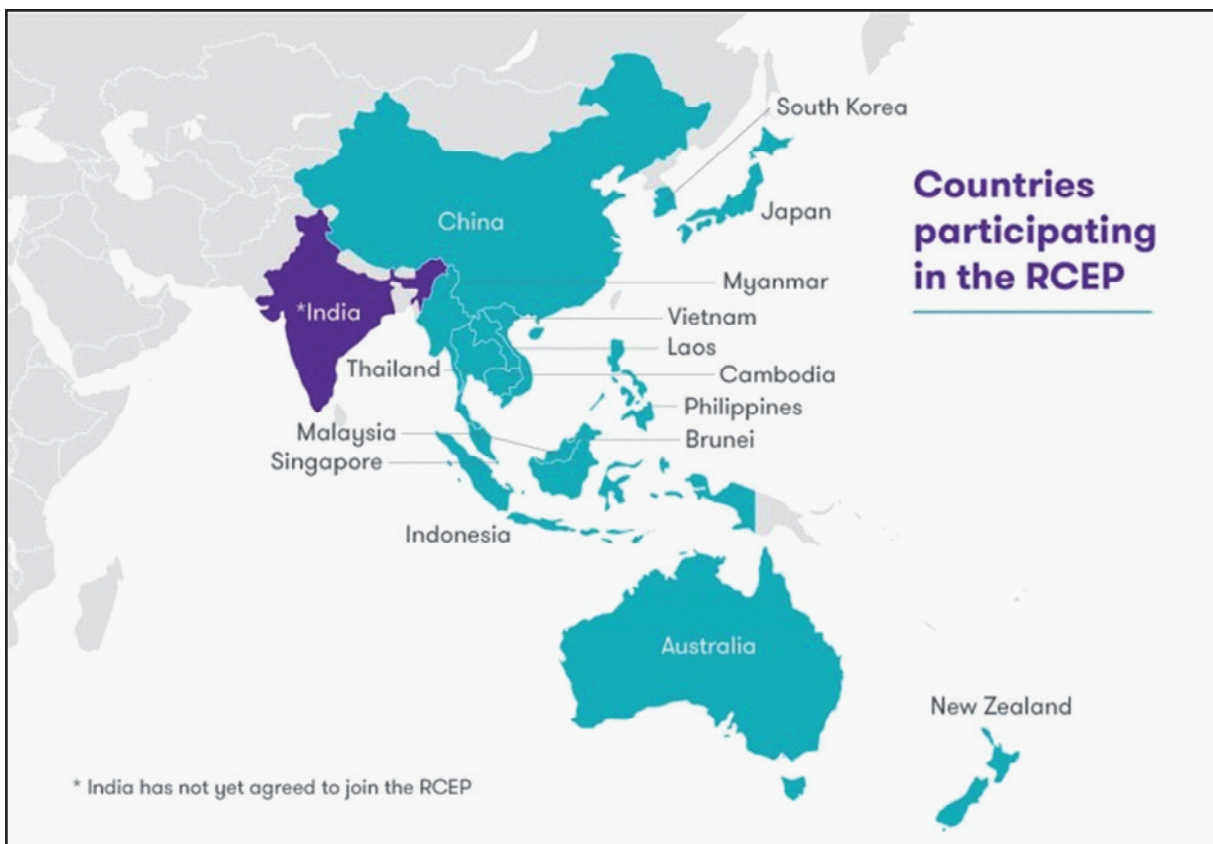 South Korea
Countries
participating
in the RCEP
China
Japan
Myanmar
*India
Vietnam
Laos
Thailand
Cambodia
Philippines
Malaysia
Brunei
Singapore
Indonesia
Australia
New Zealand
* India has not yet agreed to join the RCEP